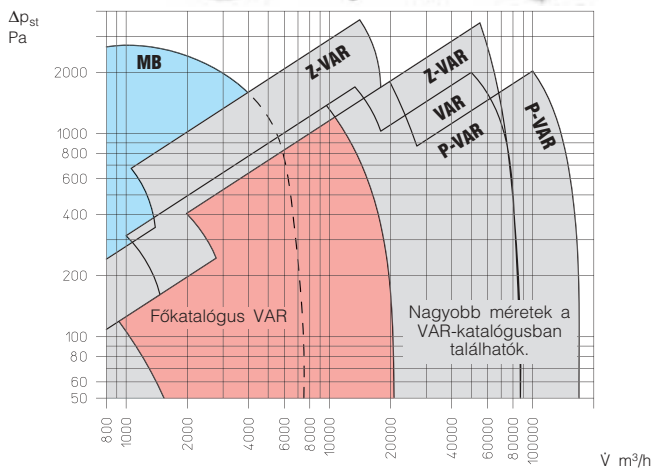 Δpst
Pa
MB
Z-VAR
Z-VAR
VAR
P-VAR
P-VAR
2000
1000
800
600
400
200
100
80
60
50
Főkatalógus VAR
Nagyobb méretek a
VAR-katalógusban
találhatók.
800
1000
2000
4000
6000
8000
10000
20000
40000
60000
80000
100000
V̇ m³/h